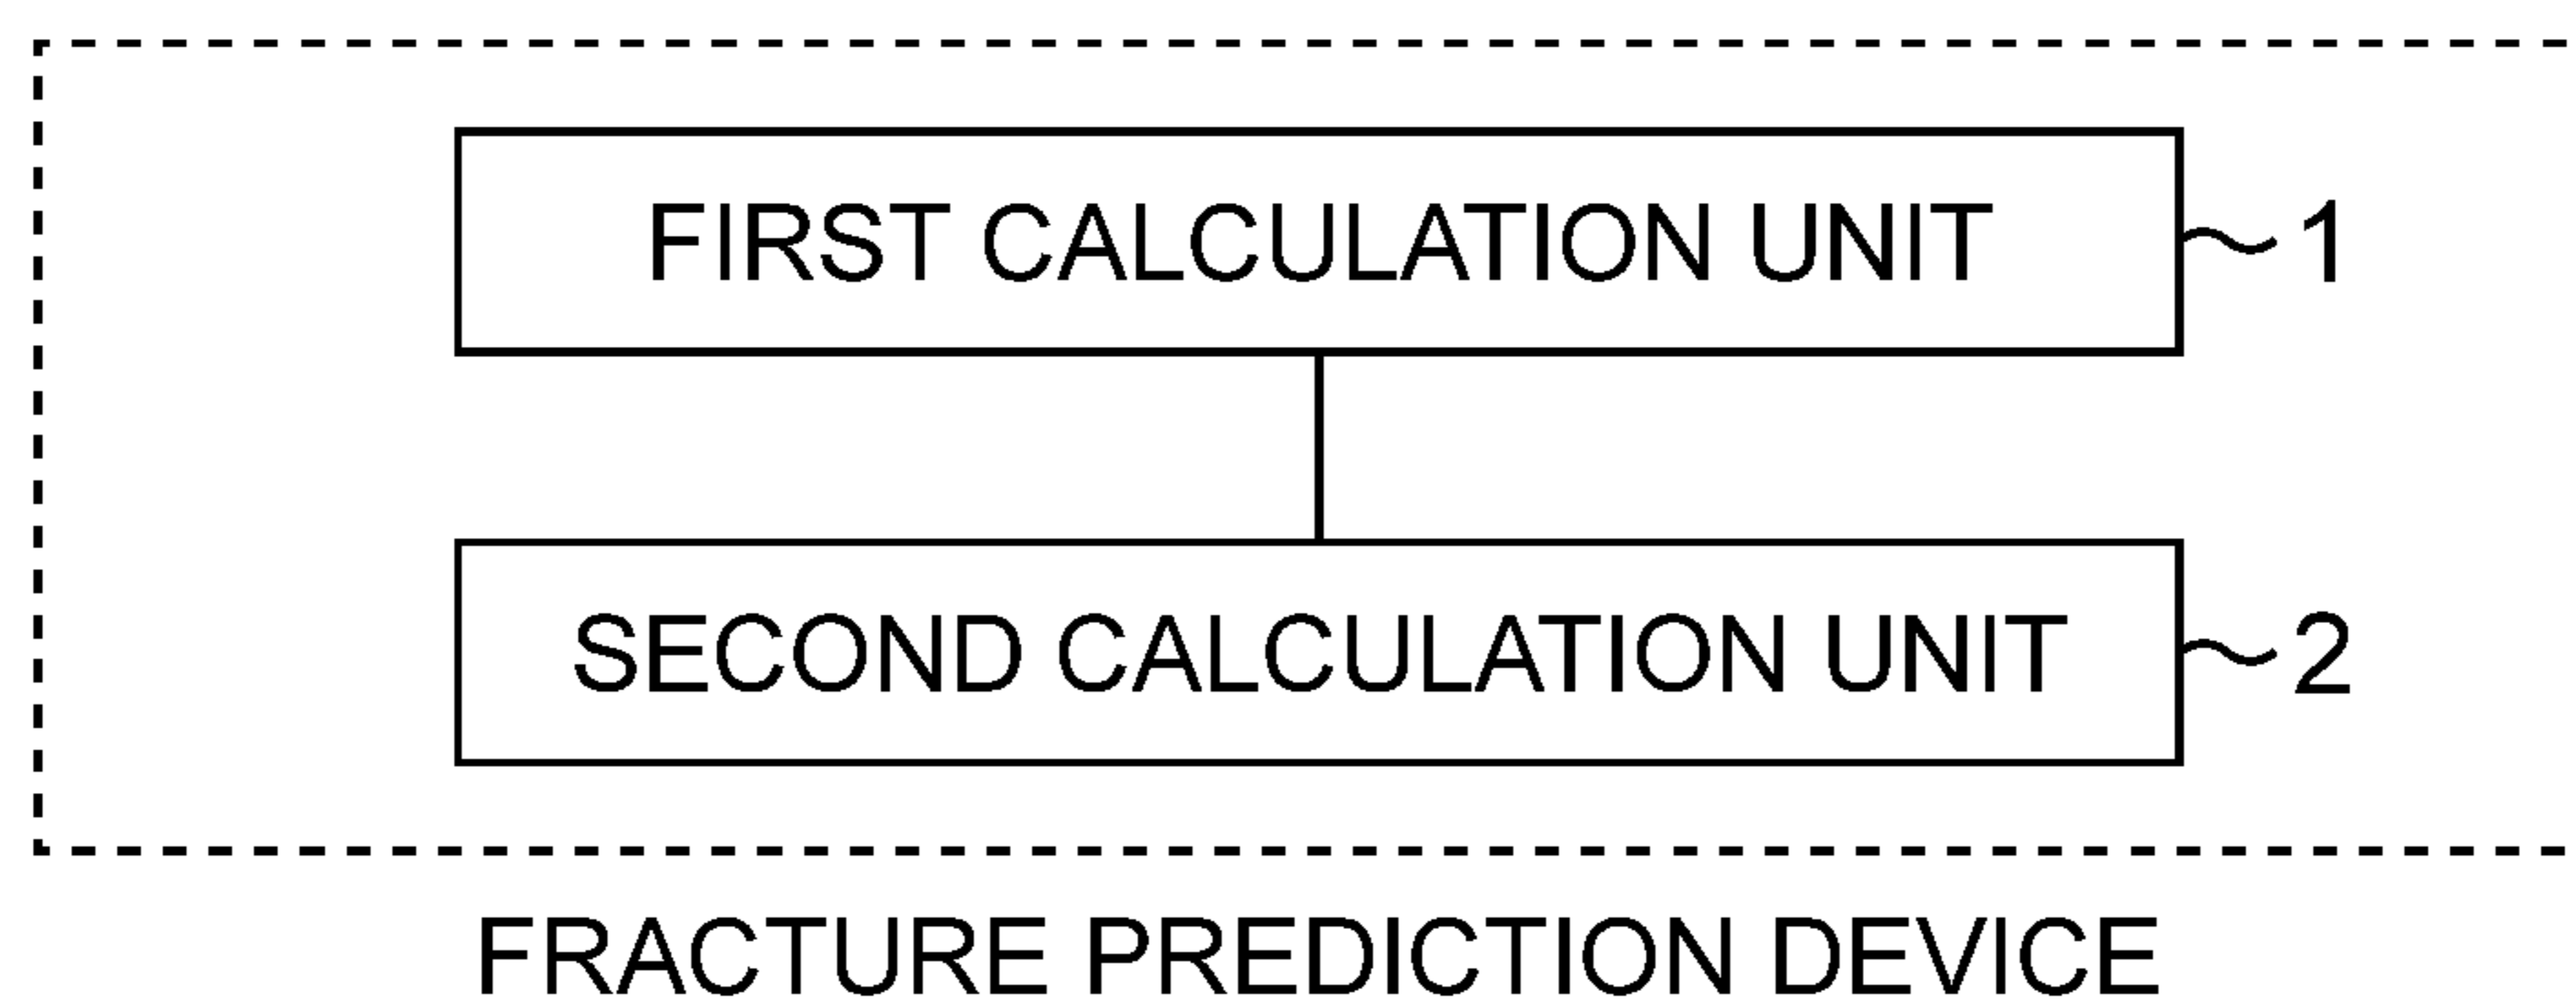 FIRST CALCULATION UNIT 1
SECOND CALCULATION UNIT 2
FRACTURE PREDICTION DEVICE